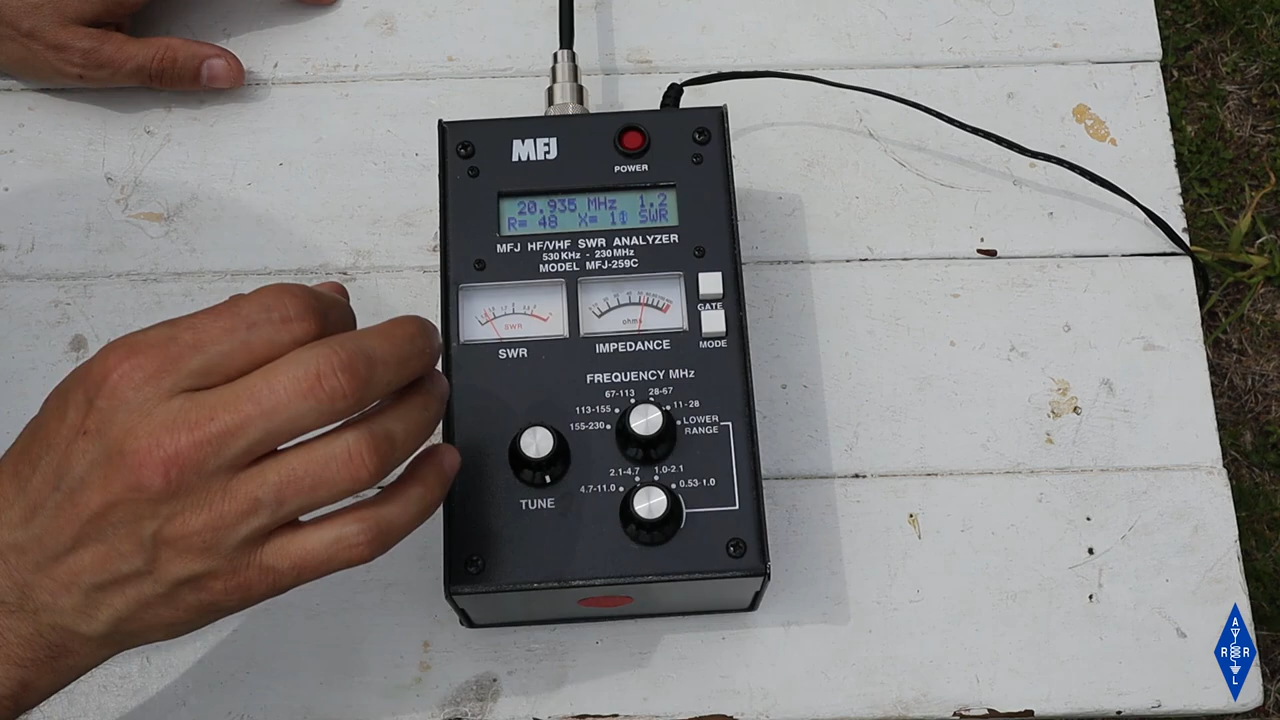 MFJ
POWER
20.935 MHz 1.2
R= 48 X= SWR
MFJ HF/VHF SWR ANALYZER
530 KHz - 230 MHz
MODEL MFJ-259C
SWR
ohms
GATE
MODE
SWR
IMPEDANCE
FREQUENCY MHz
67-113
28-67
113-155
11-28
155-230
LOWER
RANGE
2.1-4.7
1.0-2.1
4.7-11.0
0.53-1.0
TUNE
A
R R
L